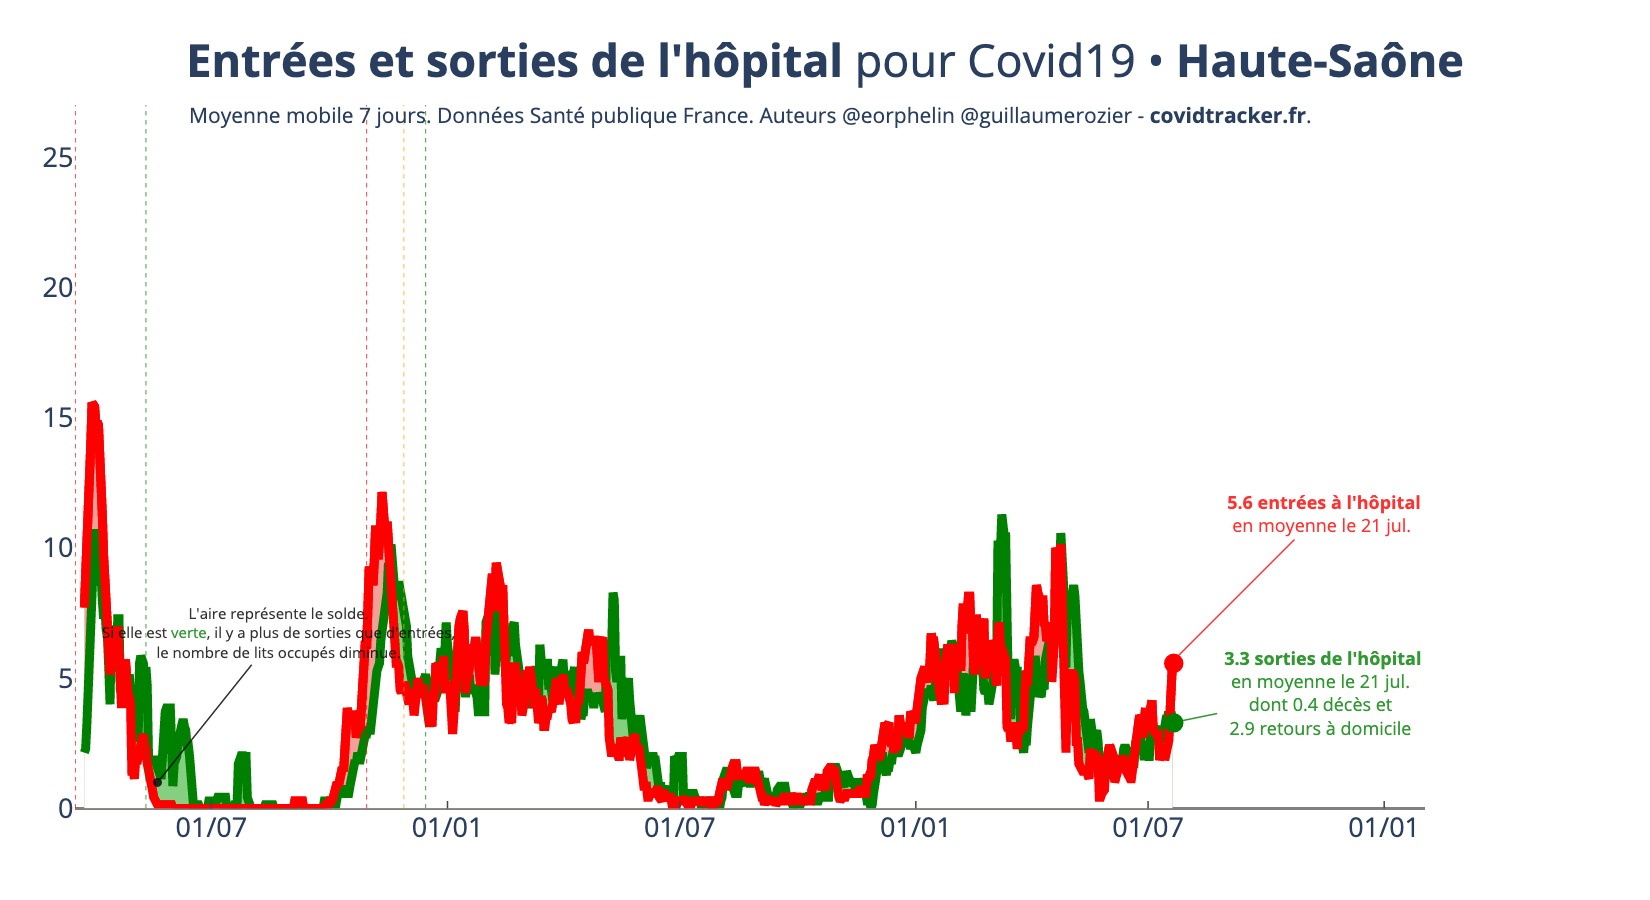 Entrées et sorties de l'hôpital pour Covid19 • Haute-Saône
Moyenne mobile 7 jours. Données Santé publique France. Auteurs @eorphelin @guillaumerozier - covidtracker.fr.
25
20
15
10
5
0
L'aire représente le solde.
Si elle est verte, il y a plus de sorties que d'entrées,
le nombre de lits occupés diminue.
5.6 entrées à l'hôpital
en moyenne le 21 jul.
3.3 sorties de l'hôpital
en moyenne le 21 jul.
dont 0.4 décès et
2.9 retours à domicile
01/07
01/01
01/07
01/01
01/07
01/01